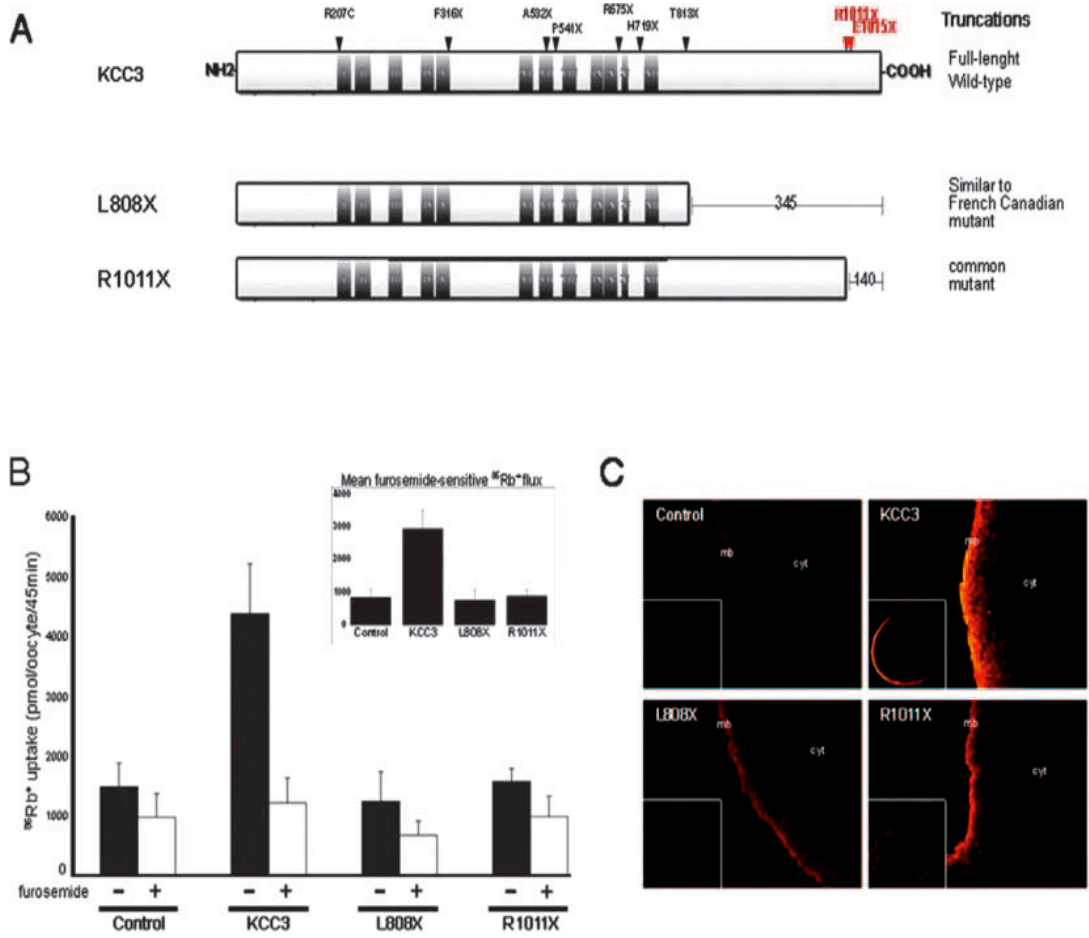 A
R207C
F316X
A532X
P541X
R675X
H719X
T813X
R1011X
E1015X
Truncations
KCC3
NH2
COOH
Full-lenght
Wild-type
L808X
345
Similar to
French Canadian
mutant
R1011X
140
common
mutant
B
Mean furosemide-sensitive ⁸⁶Rb⁺flux
4000
3000
2000
1000
0
Control
KCC3
L808X
R1011X
⁸⁶Rb⁺ uptake (pmol/oocyte/45min)
6000
5000
4000
3000
2000
1000
0
furosemide
- +
- +
- +
- +
Control
KCC3
L808X
R1011X
C
Control
mb
cyt
KCC3
mb
cyt
L808X
mb
cyt
R1011X
mb
cyt